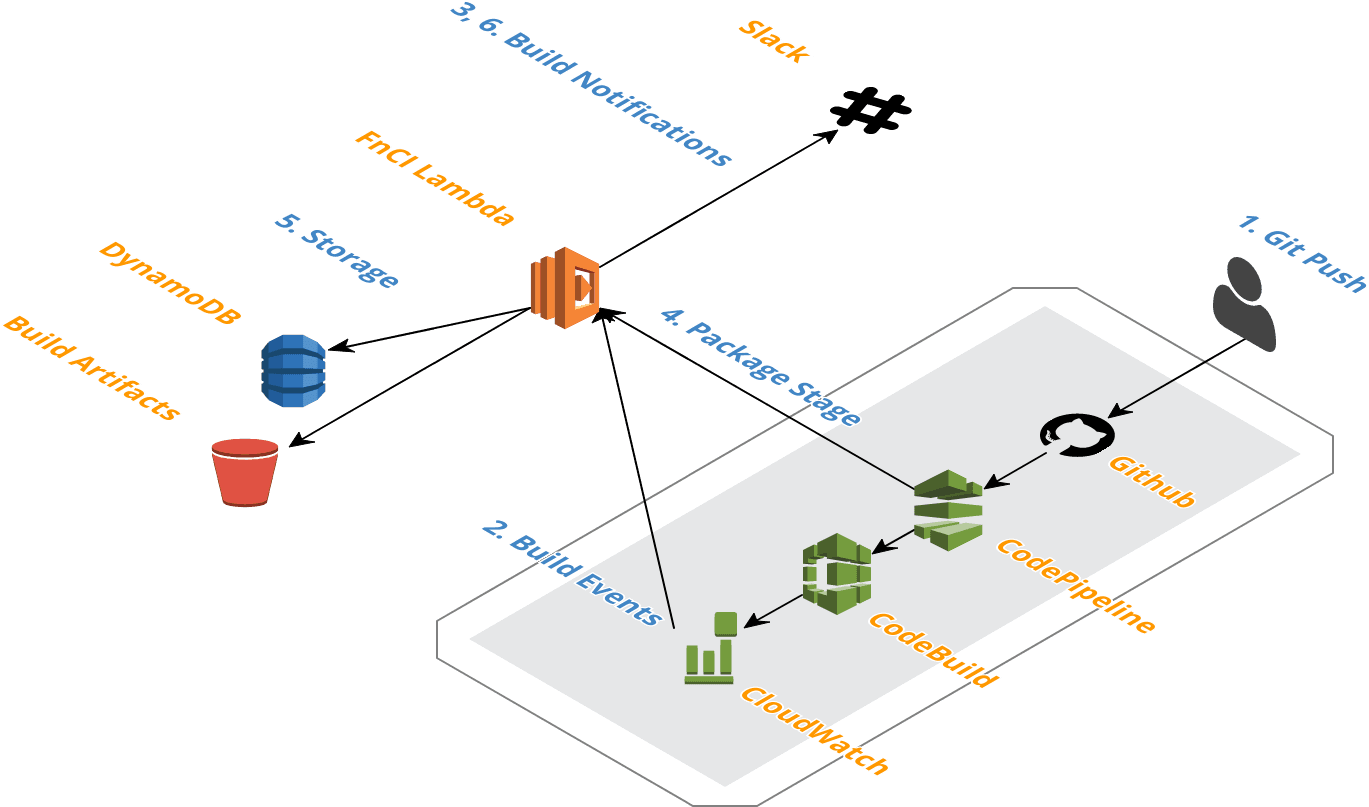 3, 6. Build Notifications
Slack
FnCI Lambda
5. Storage
1. Git Push
DynamoDB
Build Artifacts
4. Package Stage
Github
2. Build Events
CodePipeline
CodeBuild
CloudWatch